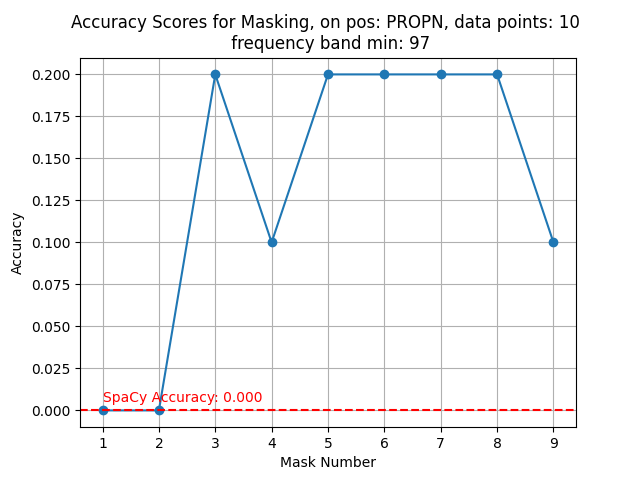 Accuracy Scores for Masking, on pos: PROPN, data points: 10
frequency band min: 97
0.200
0.175
0.150
0.125
0.100
0.075
0.050
0.025
0.000
Accuracy
SpaCy Accuracy: 0.000
1 2 3 4 5 6 7 8 9
Mask Number